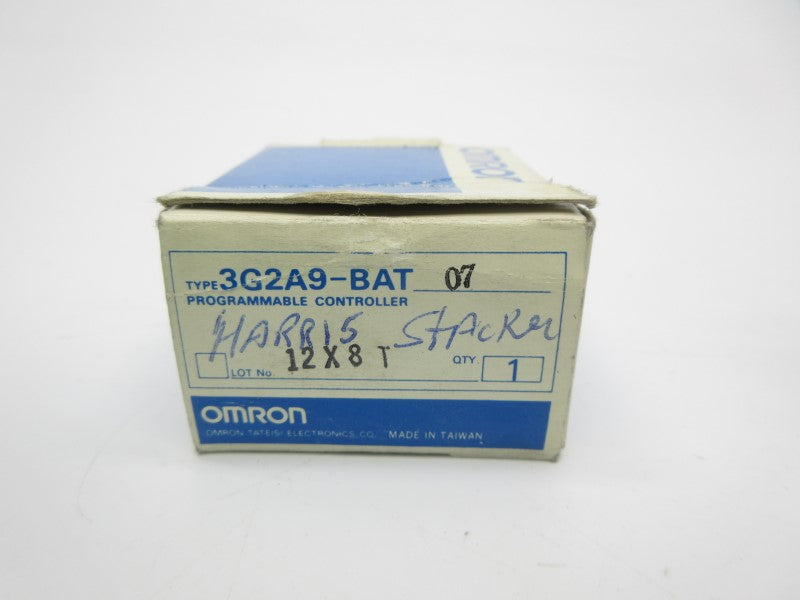 OMRON
TYPE 3G2A9-BAT 07
PROGRAMMABLE CONTROLLER
HARRIS Stacker
LOT No. 12X8 T QTY 1
OMRON
OMRON TATEISI ELECTRONICS, CO. MADE IN TAIWAN